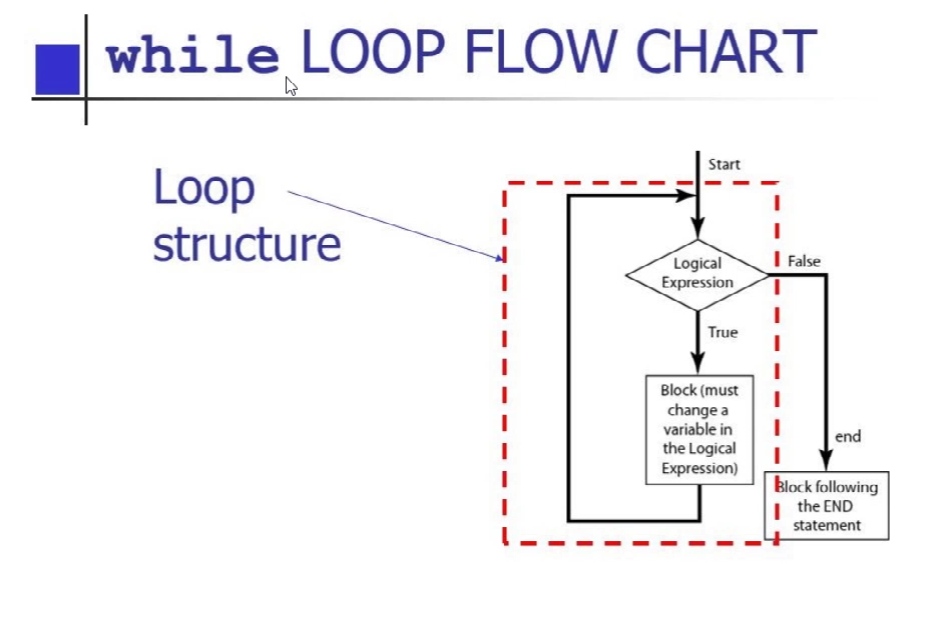 while LOOP FLOW CHART
Loop
structure
Start
Logical
Expression
False
True
Block (must
change a
variable in
the Logical
Expression)
end
Block following
the END
statement